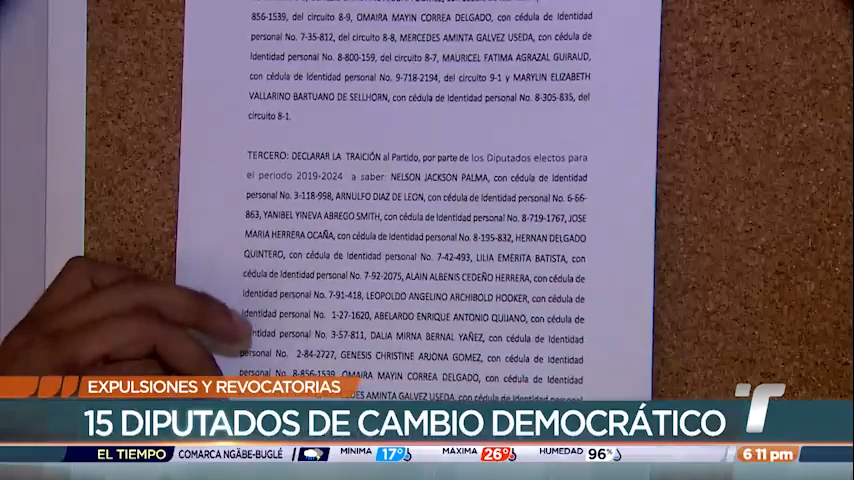 856-1539, del circuito 8-9, OMAIRA MAYIN CORREA DELGADO, con cédula de Identidad
personal No. 7-35-812, del circuito 8-8, MERCEDES AMINTA GALVEZ USEDA, con cédula de
Identidad personal No. 8-800-159, del circuito 8-7, MAURICEL FATIMA AGRAZAL GUIRAUD,
con cédula de Identidad personal No. 9-718-2194, del circuito 9-1 y MARYLIN ELIZABETH
VALLARINO BARTUANO DE SELLHORN, con cédula de Identidad personal No. 8-305-835, del
circuito 8-1.
TERCERO: DECLARAR LA TRAICIÓN al Partido, por parte de los Diputados electos para
el periodo 2019-2024 a saber: NELSON JACKSON PALMA, con cédula de Identidad
personal No. 3-118-998, ARNULFO DIAZ DE LEON, con cédula de Identidad personal No. 6-66-
863, YANIBEL YINEVA ABREGO SMITH, con cédula de Identidad personal No. 8-719-1767, JOSE
MARIA HERRERA OCAÑA, con cédula de Identidad personal No. 8-195-832, HERNAN DELGADO
QUINTERO, con cédula de Identidad personal No. 7-42-493, LILIA EMERITA BATISTA, con
cédula de Identidad personal No. 7-92-2075, ALAIN ALBENIS CEDEÑO HERRERA, con cédula
de Identidad personal No. 7-91-418, LEOPOLDO ANGELINO ARCHIBOLD HOOKER, con cédula
de Identidad personal No. 1-27-1620, ABELARDO ENRIQUE ANTONIO QUIJANO, con cédula de
Identidad personal No. 3-57-811, DALIA MIRNA BERNAL YAÑEZ, con cédula de Identidad
personal No. 2-84-2727, GENESIS CHRISTINE ARJONA GOMEZ, con cédula de Identidad
personal No. 8-856-1539, OMAIRA MAYIN CORREA DELGADO, con cédula de Identidad
AMINTA GALVEZ USEDA, con cédula de Identidad
EXPULSIONES Y REVOCATORIAS
15 DIPUTADOS DE CAMBIO DEMOCRÁTICO
EL TIEMPO COMARCA NGÄBE-BUGLÉ MÍNIMA 17° MÁXIMA 26° HUMEDAD 96% 6:11 pm